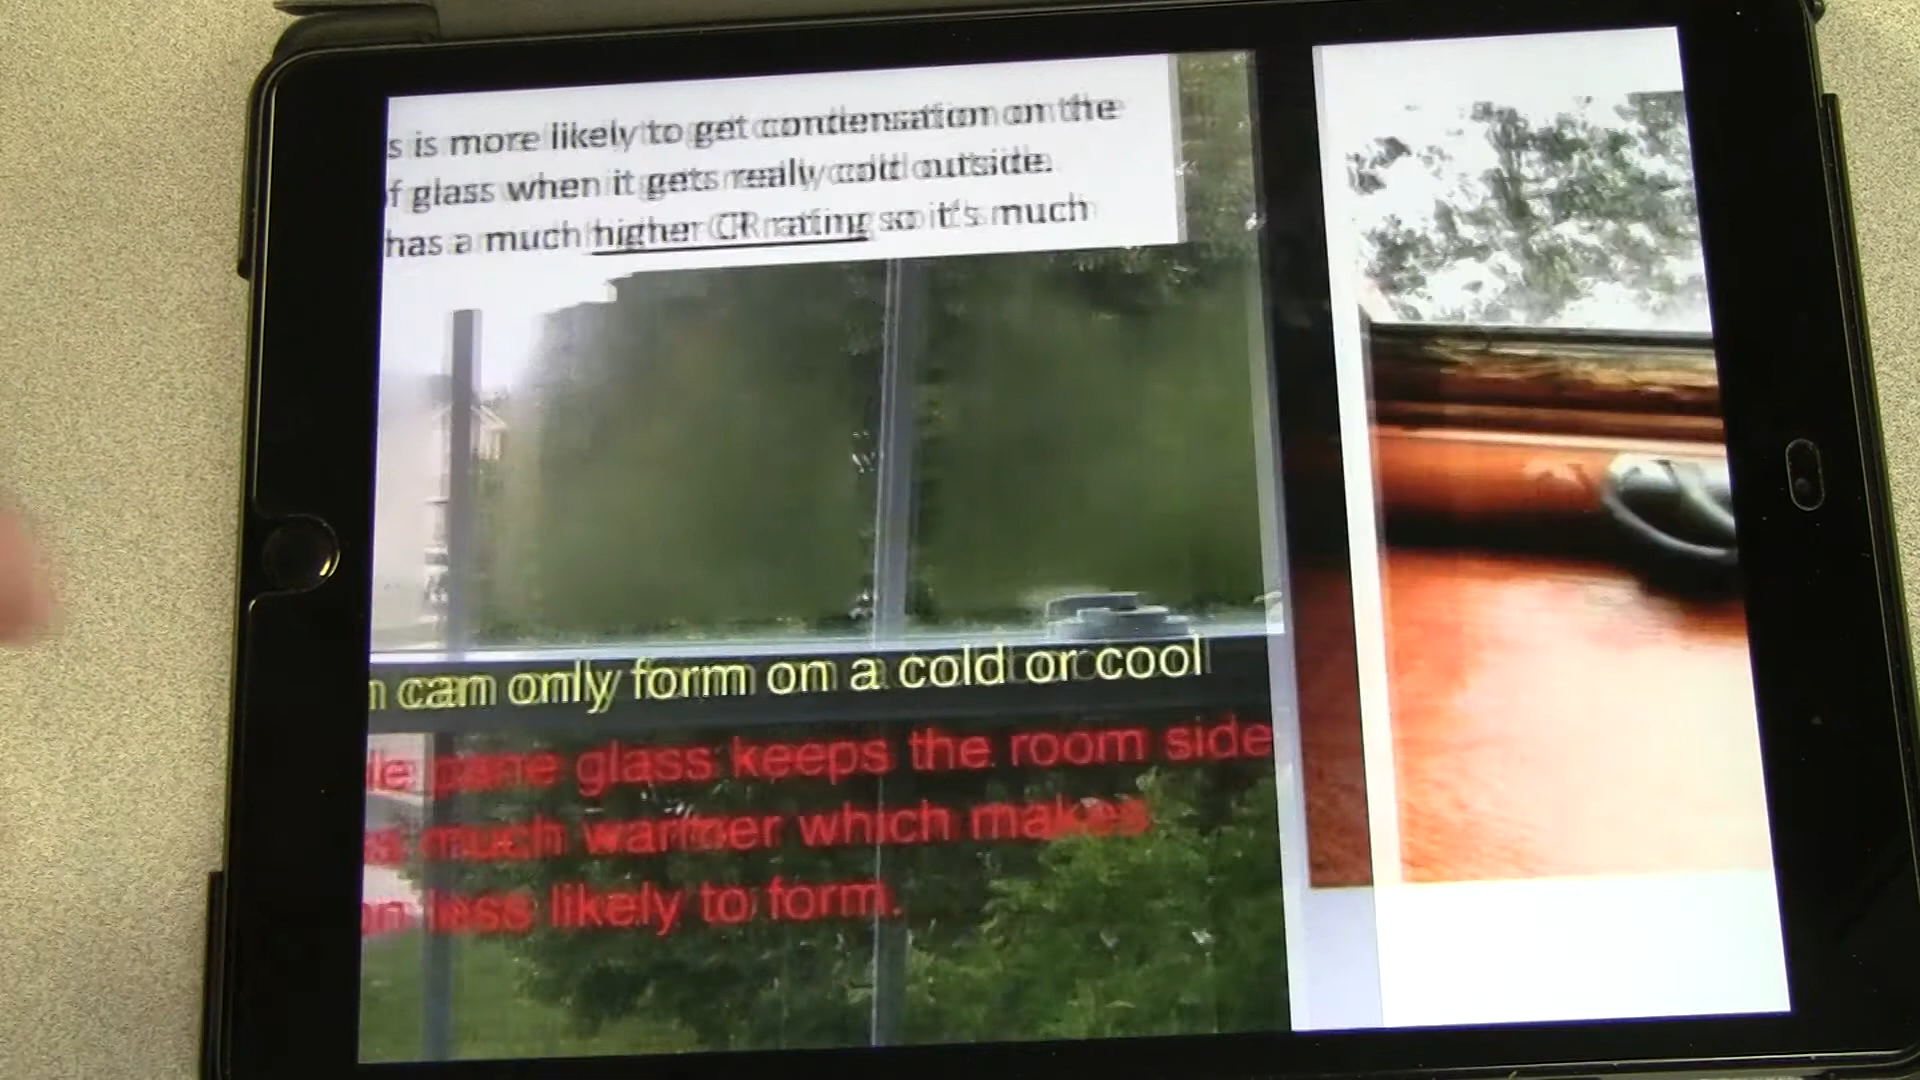 s is more likely to get condensation on the
f glass when it gets really cold outside.
has a much higher CR rating so it's much
n can only form on a cold or cool
le pane glass keeps the room side
s much warmer which makes
on less likely to form.